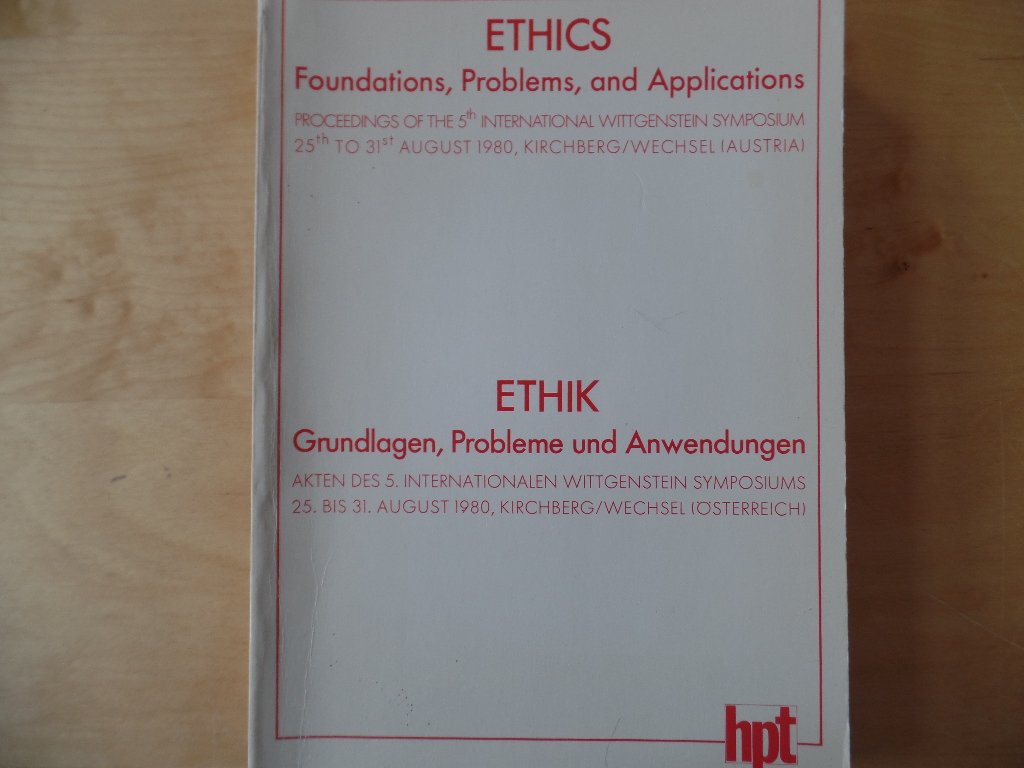 ETHICS
Foundations, Problems, and Applications
PROCEEDINGS OF THE 5th INTERNATIONAL WITTGENSTEIN SYMPOSIUM
25th TO 31st AUGUST 1980, KIRCHBERG/WECHSEL (AUSTRIA)
ETHIK
Grundlagen, Probleme und Anwendungen
AKTEN DES 5. INTERNATIONALEN WITTGENSTEIN SYMPOSIUMS
25. BIS 31. AUGUST 1980, KIRCHBERG/WECHSEL (ÖSTERREICH)
hpt